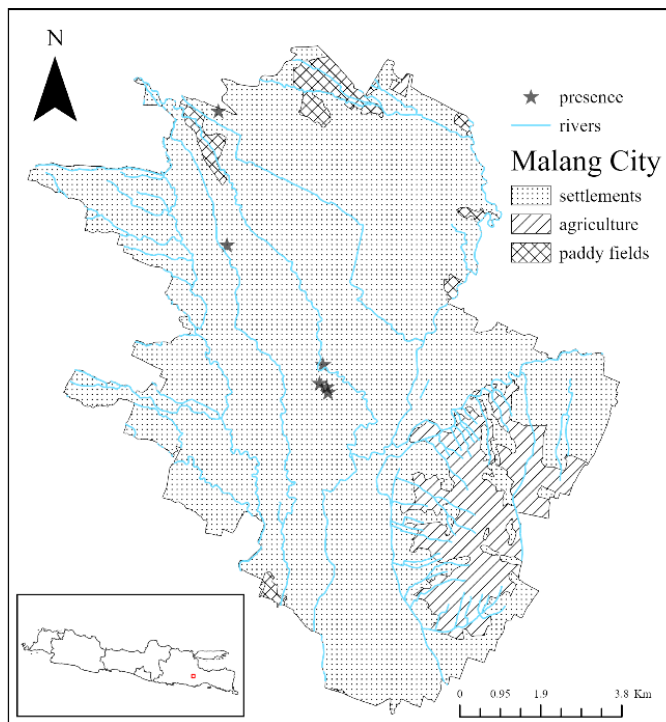 N
presence
rivers
Malang City
settlements
agriculture
paddy fields
0 0.95 1.9 3.8 Km